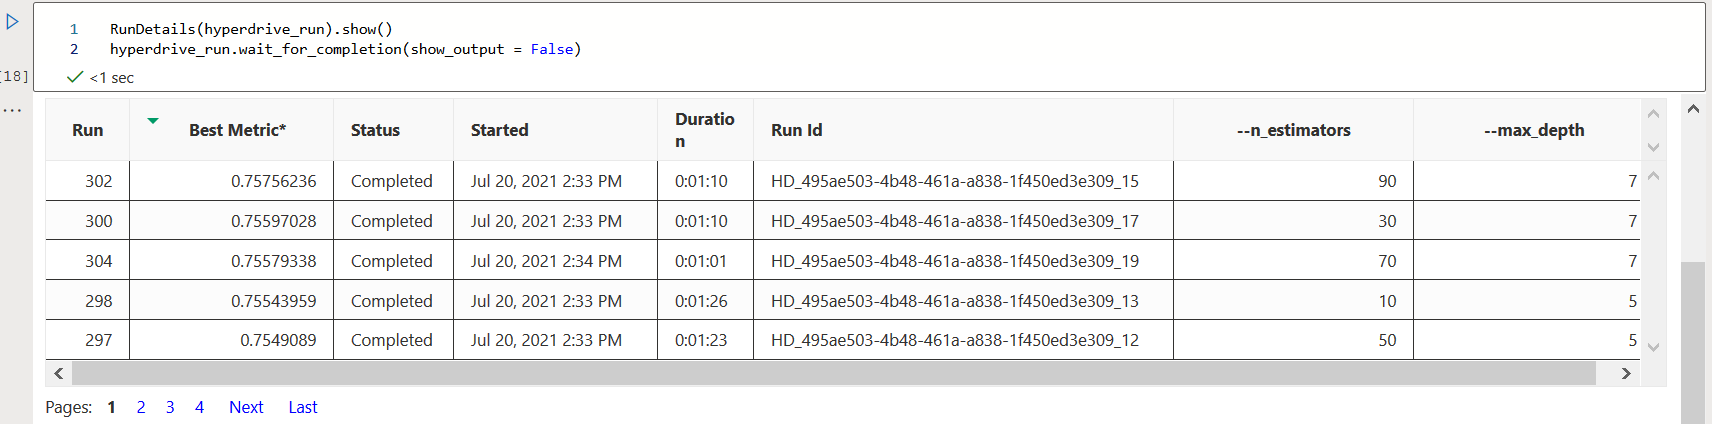 1 RunDetails(hyperdrive_run).show()
2 hyperdrive_run.wait_for_completion(show_output = False)
[18] <1 sec
...
Run Best Metric* Status Started Duration Run Id --n_estimators --max_depth
302 0.75756236 Completed Jul 20, 2021 2:33 PM 0:01:10 HD_495ae503-4b48-461a-a838-1f450ed3e309_15 90 7
300 0.75597028 Completed Jul 20, 2021 2:33 PM 0:01:10 HD_495ae503-4b48-461a-a838-1f450ed3e309_17 30 7
304 0.75579338 Completed Jul 20, 2021 2:34 PM 0:01:01 HD_495ae503-4b48-461a-a838-1f450ed3e309_19 70 7
298 0.75543959 Completed Jul 20, 2021 2:33 PM 0:01:26 HD_495ae503-4b48-461a-a838-1f450ed3e309_13 10 5
297 0.7549089 Completed Jul 20, 2021 2:33 PM 0:01:23 HD_495ae503-4b48-461a-a838-1f450ed3e309_12 50 5
Pages: 1 2 3 4 Next Last